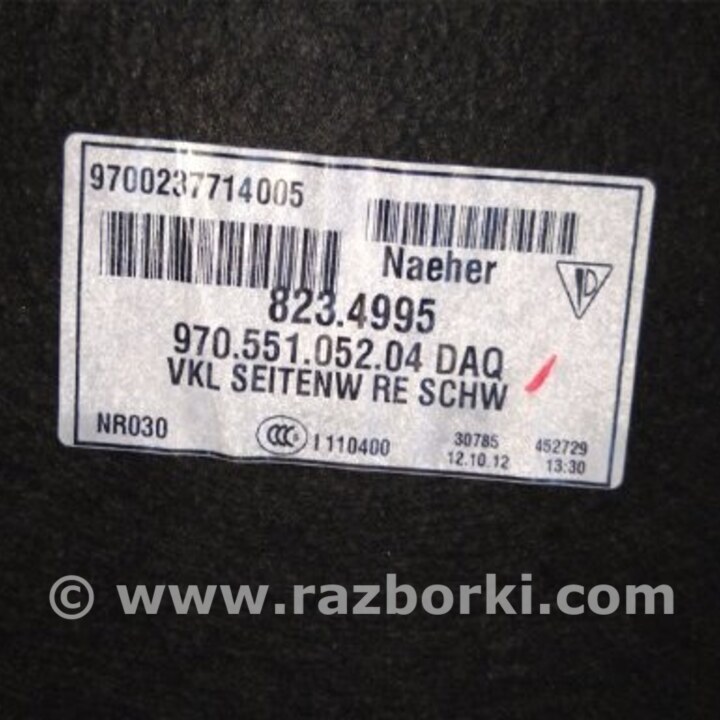 9700237714005
Naeher
823.4995
970.551.052.04 DAQ
VKL SEITENW RE SCHW
NR030
CCC
I 110400
30785
12.10.12
452729
13:30
© www.razborki.com